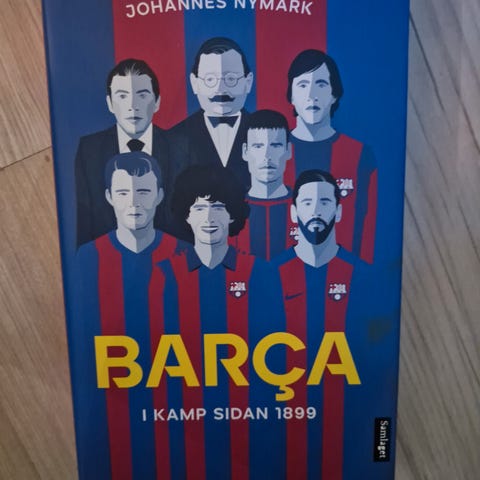 JOHANNES NYMARK
BARÇA
I KAMP SIDAN 1899
Samlaget